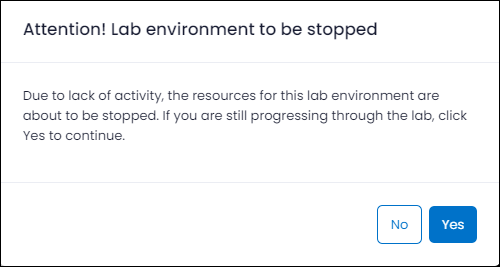 Attention! Lab environment to be stopped
Due to lack of activity, the resources for this lab environment are
about to be stopped. If you are still progressing through the lab, click
Yes to continue.
No
Yes